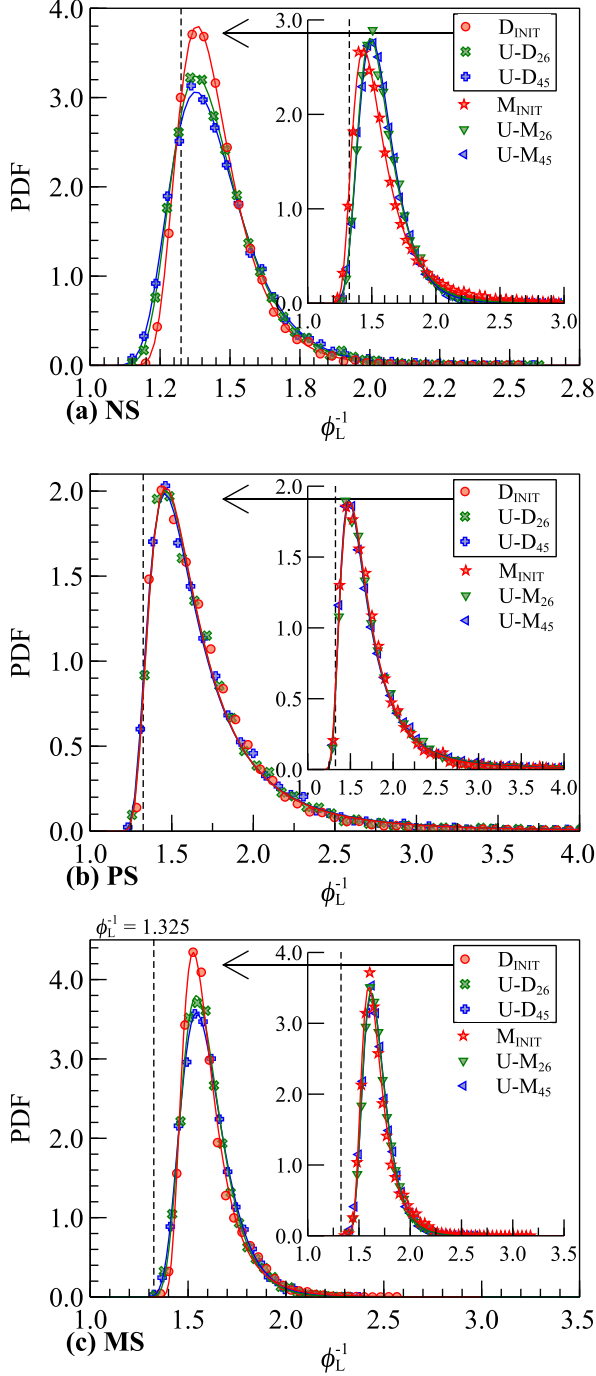 PDF
4.0
3.0
2.0
1.0
0.0
1.0 1.2 1.5 1.8 2.0 2.2 2.5 2.8
(a) NS
ϕ_L^-1
4.0
3.0
2.0
1.0
0.0
1.0 1.5 2.0 2.5 3.0
D_INIT
U-D_26
U-D_45
M_INIT
U-M_26
U-M_45
PDF
2.0
1.5
1.0
0.5
0.0
1.0 1.5 2.0 2.5 3.0 3.5 4.0
(b) PS
ϕ_L^-1
2.0
1.5
1.0
0.5
0.0
1.0 1.5 2.0 2.5 3.0 3.5 4.0
D_INIT
U-D_26
U-D_45
M_INIT
U-M_26
U-M_45
ϕ_L^-1 = 1.325
PDF
4.0
3.0
2.0
1.0
0.0
1.0 1.5 2.0 2.5 3.0 3.5
(c) MS
ϕ_L^-1
4.0
3.0
2.0
1.0
0.0
1.0 1.5 2.0 2.5 3.0 3.5
D_INIT
U-D_26
U-D_45
M_INIT
U-M_26
U-M_45